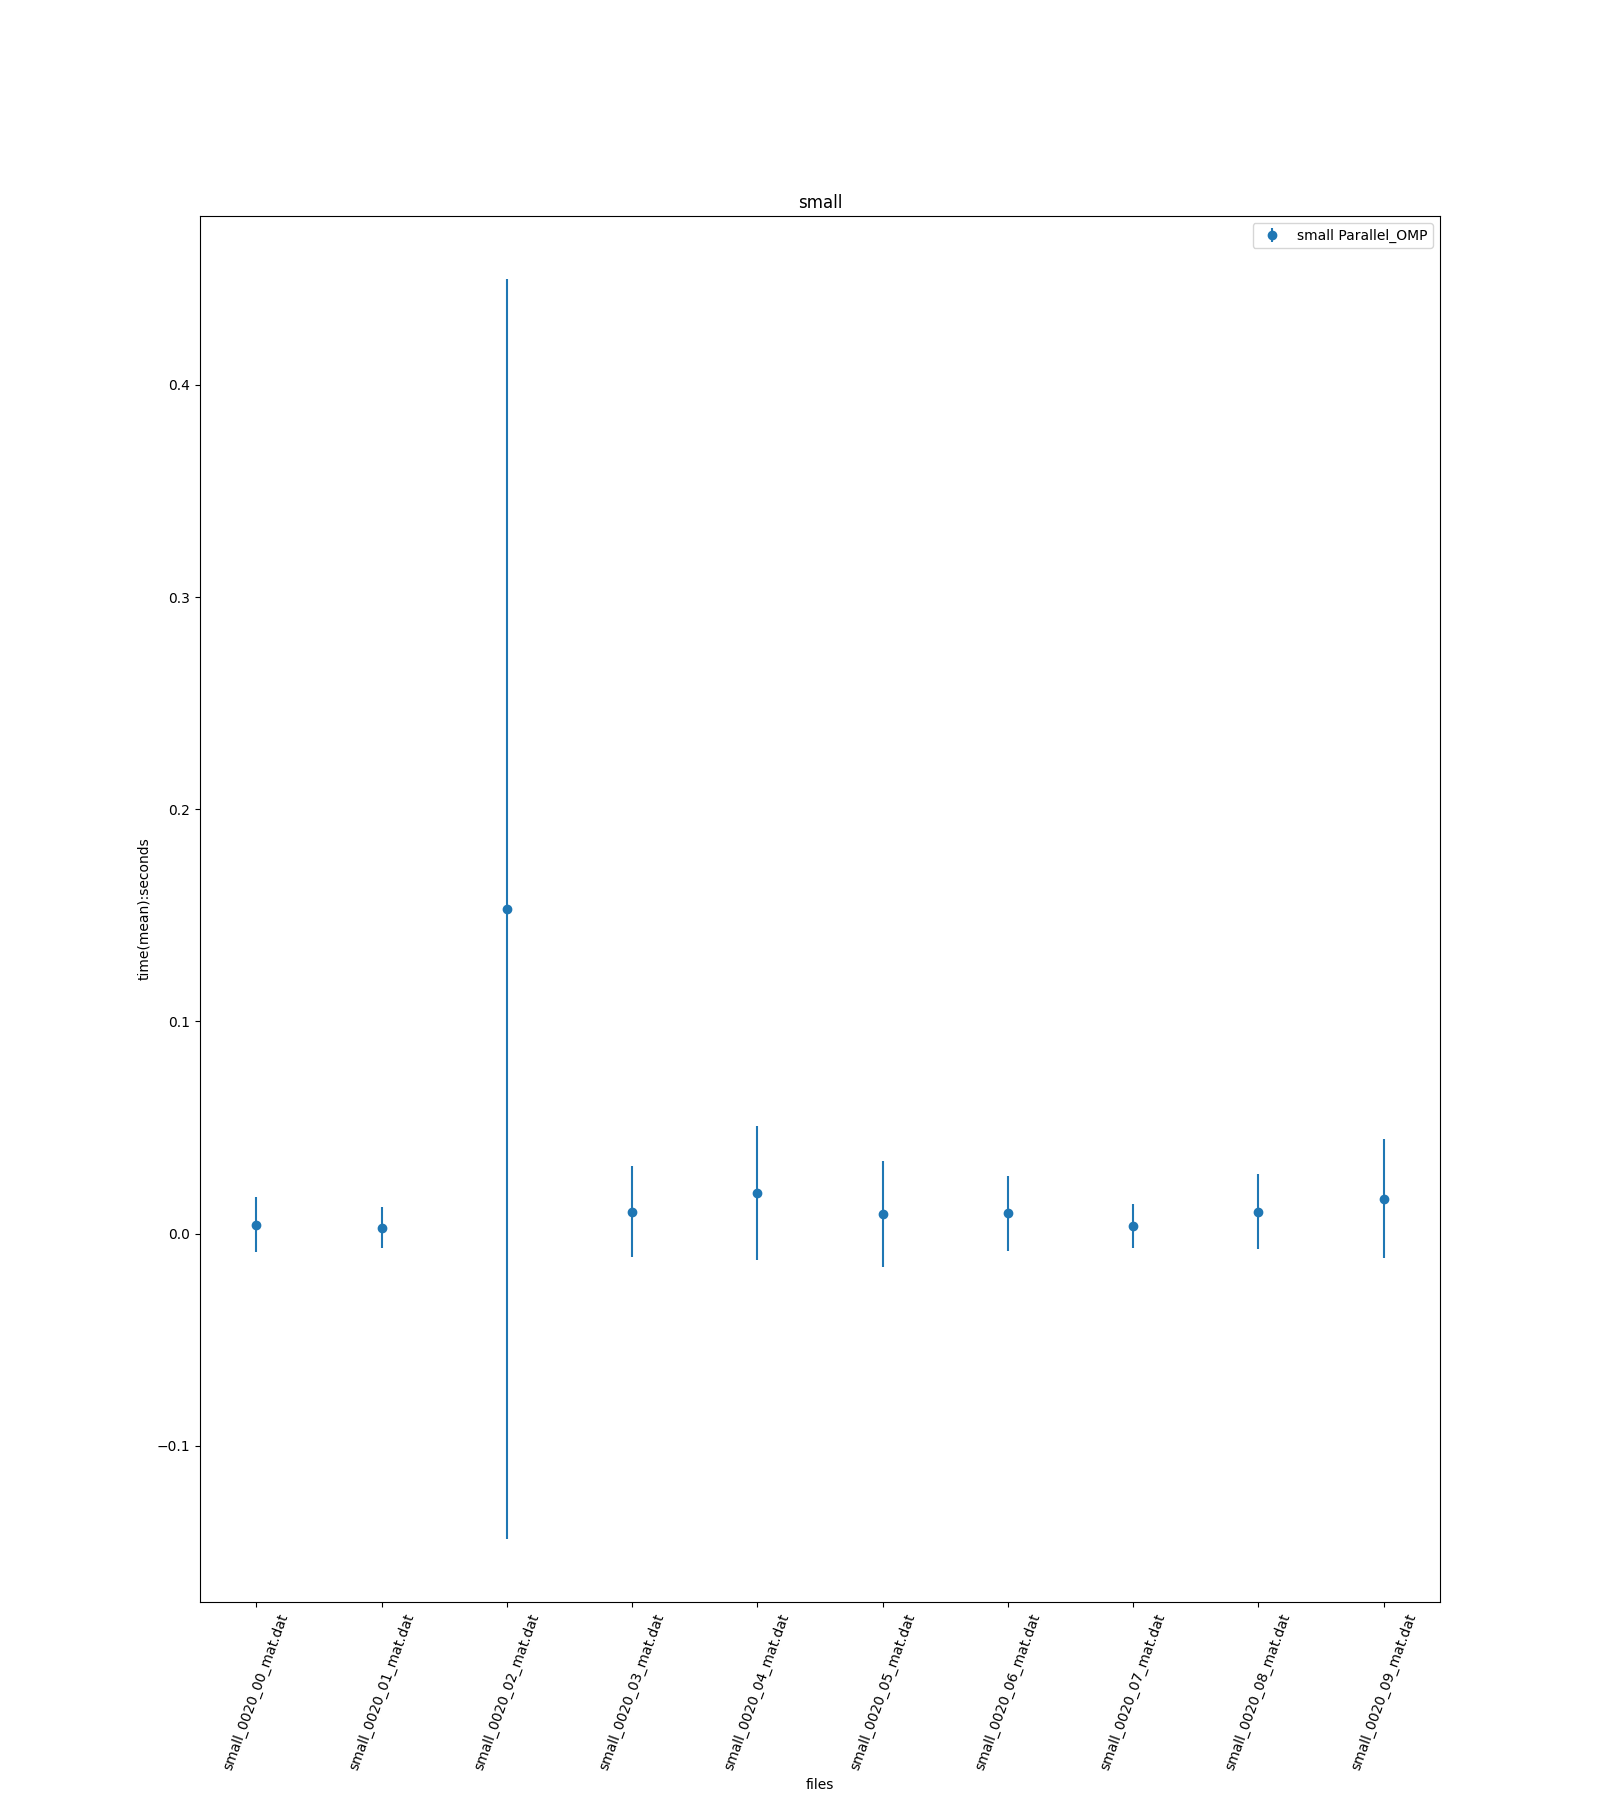 small
small Parallel_OMP
0.4
0.3
0.2
0.1
0.0
−0.1
time(mean):seconds
small_0020_00_mat.dat
small_0020_01_mat.dat
small_0020_02_mat.dat
small_0020_03_mat.dat
small_0020_04_mat.dat
small_0020_05_mat.dat
small_0020_06_mat.dat
small_0020_07_mat.dat
small_0020_08_mat.dat
small_0020_09_mat.dat
files